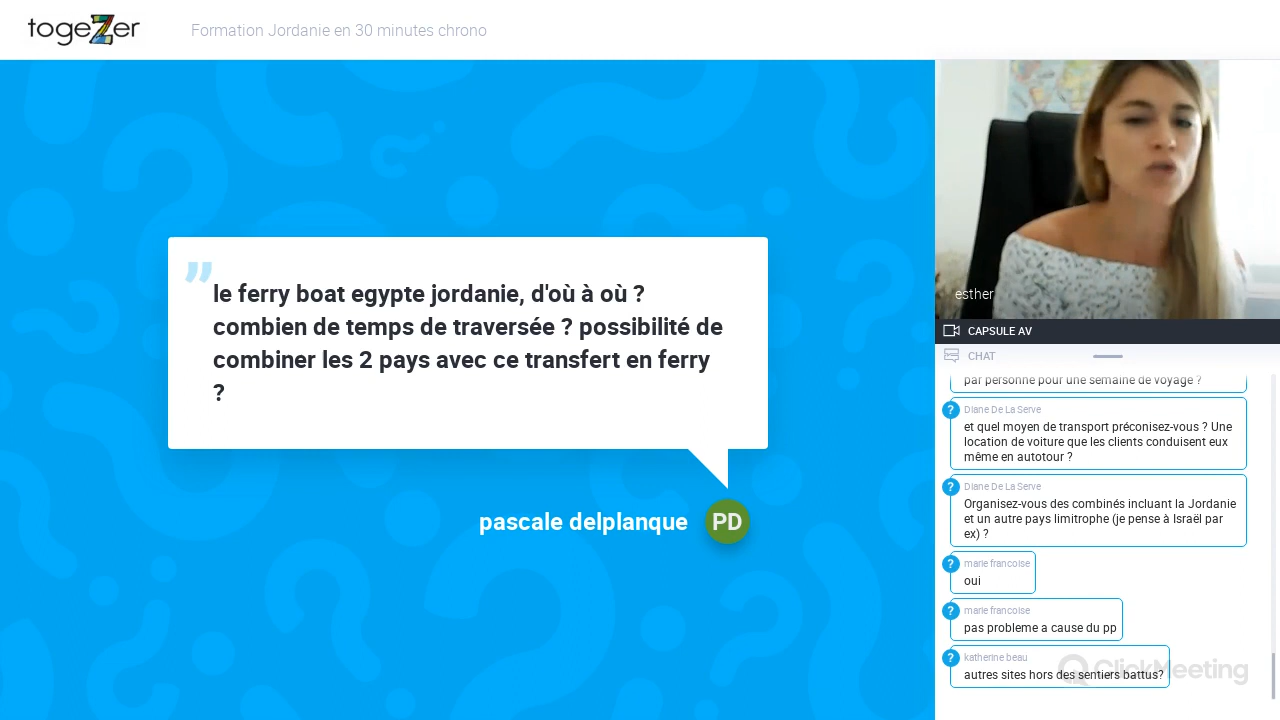 togeZzer
Formation Jordanie en 30 minutes chrono
le ferry boat egypte jordanie, d'où à où ?
combien de temps de traversée ? possibilité de
combiner les 2 pays avec ce transfert en ferry
?
pascale delplanque
PD
esther
CAPSULE AV
CHAT
par personne pour une semaine de voyage ?
?
Diane De La Serve
et quel moyen de transport préconisez-vous ? Une
location de voiture que les clients conduisent eux
même en autotour ?
?
Diane De La Serve
Organisez-vous des combinés incluant la Jordanie
et un autre pays limitrophe (je pense à Israël par
ex) ?
?
marie francoise
oui
?
marie francoise
pas probleme a cause du pp
?
katherine beau
autres sites hors des sentiers battus?
ClickMeeting